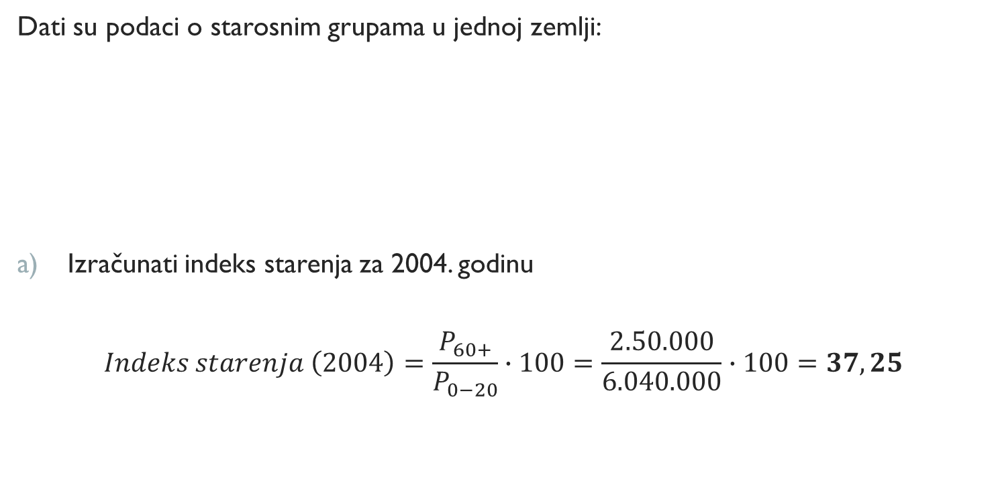 Dati su podaci o starosnim grupama u jednoj zemlji:
a) Izračunati indeks starenja za 2004. godinu
Indeks starenja (2004) = P₆₀₊ / P₀₋₂₀ · 100 = 2.50.000 / 6.040.000 · 100 = 37,25